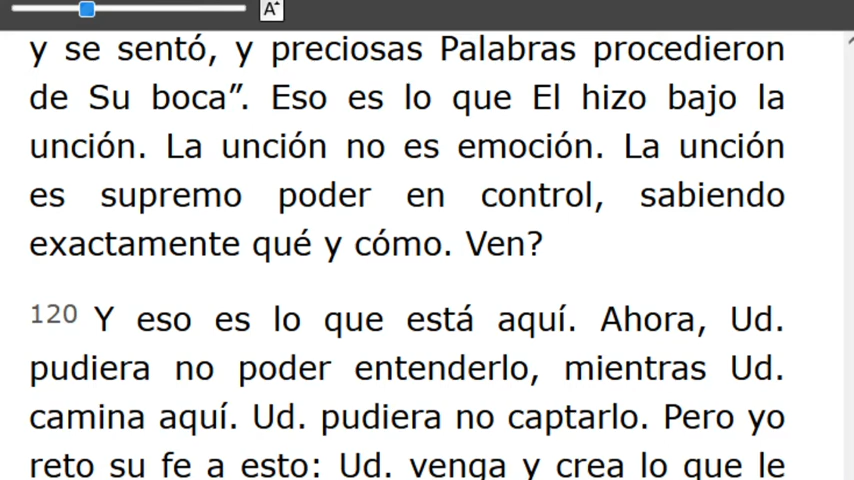 A
y se sentó, y preciosas Palabras procedieron
de Su boca”. Eso es lo que El hizo bajo la
unción. La unción no es emoción. La unción
es supremo poder en control, sabiendo
exactamente qué y cómo. Ven?
120 Y eso es lo que está aquí. Ahora, Ud.
pudiera no poder entenderlo, mientras Ud.
camina aquí. Ud. pudiera no captarlo. Pero yo
reto su fe a esto: Ud. venga y crea lo que le